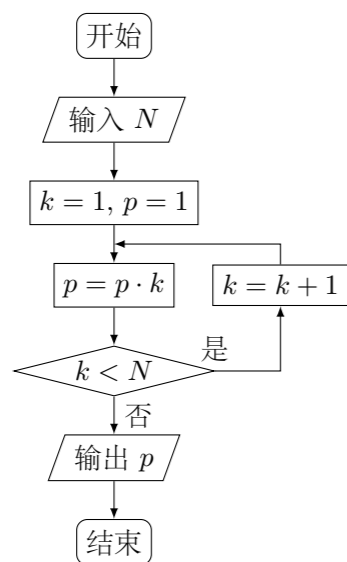 开始
输入 N
k = 1, p = 1
p = p · k
k = k + 1
k < N
是
否
输出 p
结束